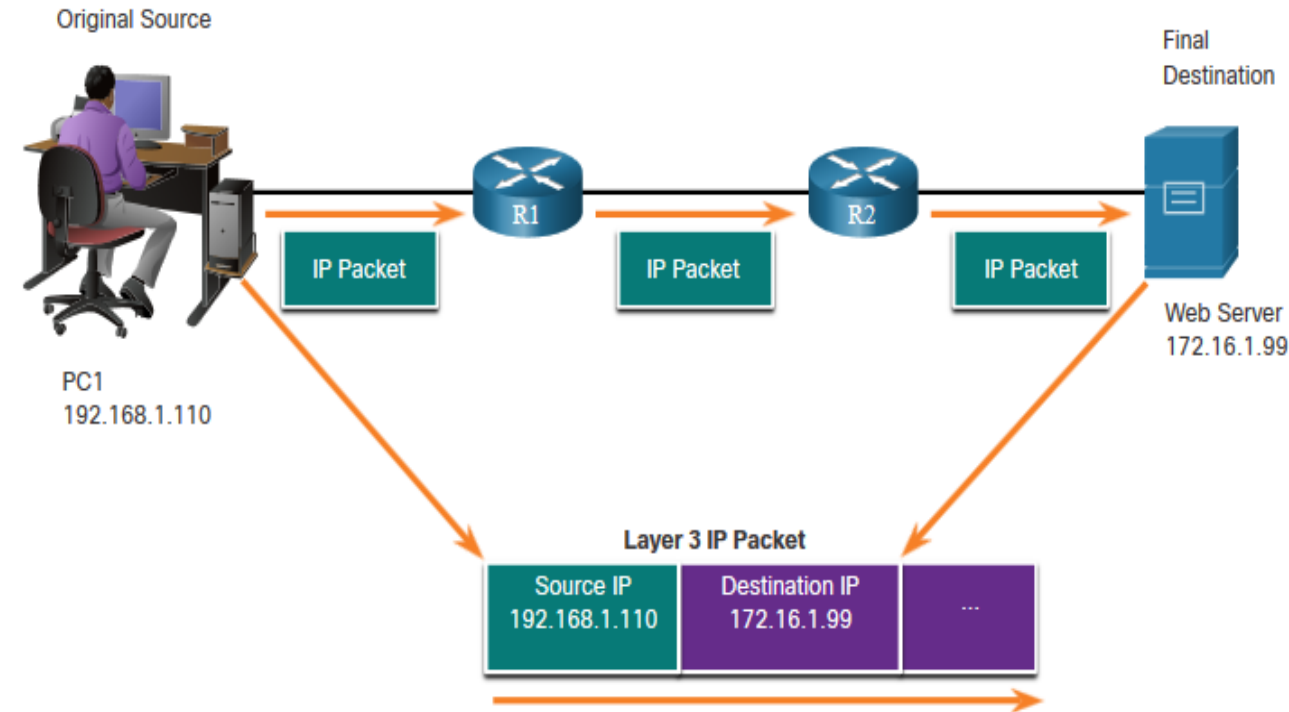 Original Source
Final
Destination
R1
R2
IP Packet
IP Packet
IP Packet
Web Server
172.16.1.99
PC1
192.168.1.110
Layer 3 IP Packet
Source IP
192.168.1.110
Destination IP
172.16.1.99
...